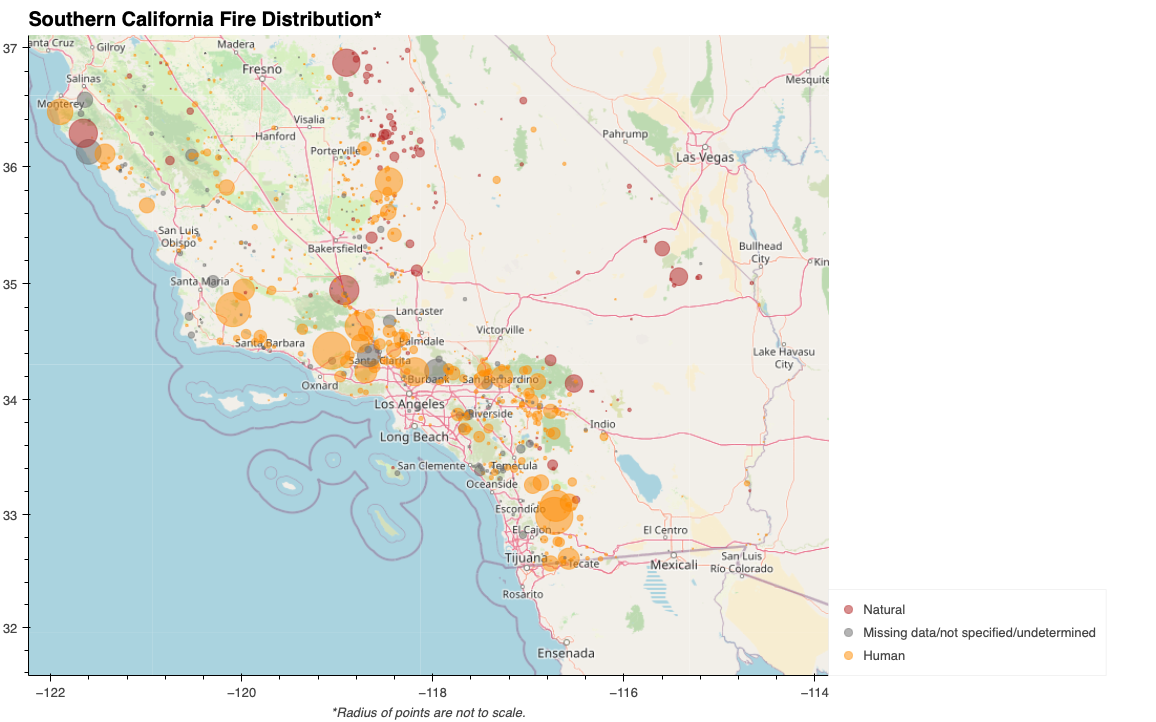 Southern California Fire Distribution*
37
36
35
34
33
32
anta Cruz
Gilroy
Madera
Mesquite
Salinas
Fresno
Monterey
Visalia
Hanford
Pahrump
Porterville
Las Vegas
San Luis
Obispo
Bakersfield
Bullhead
City
Kin
Santa Maria
Lancaster
Victorville
Palmdale
Santa Barbara
Santa Clarita
Lake Havasu
City
Oxnard
Burbank
San Bernardino
Los Angeles
Riverside
Indio
Long Beach
San Clemente
Temecula
Oceanside
Escondido
El Cajon
El Centro
Tijuana
Tecate
Mexicali
San Luis
Río Colorado
Rosarito
Ensenada
Natural
Missing data/not specified/undetermined
Human
−122
−120
−118
−116
−114
*Radius of points are not to scale.